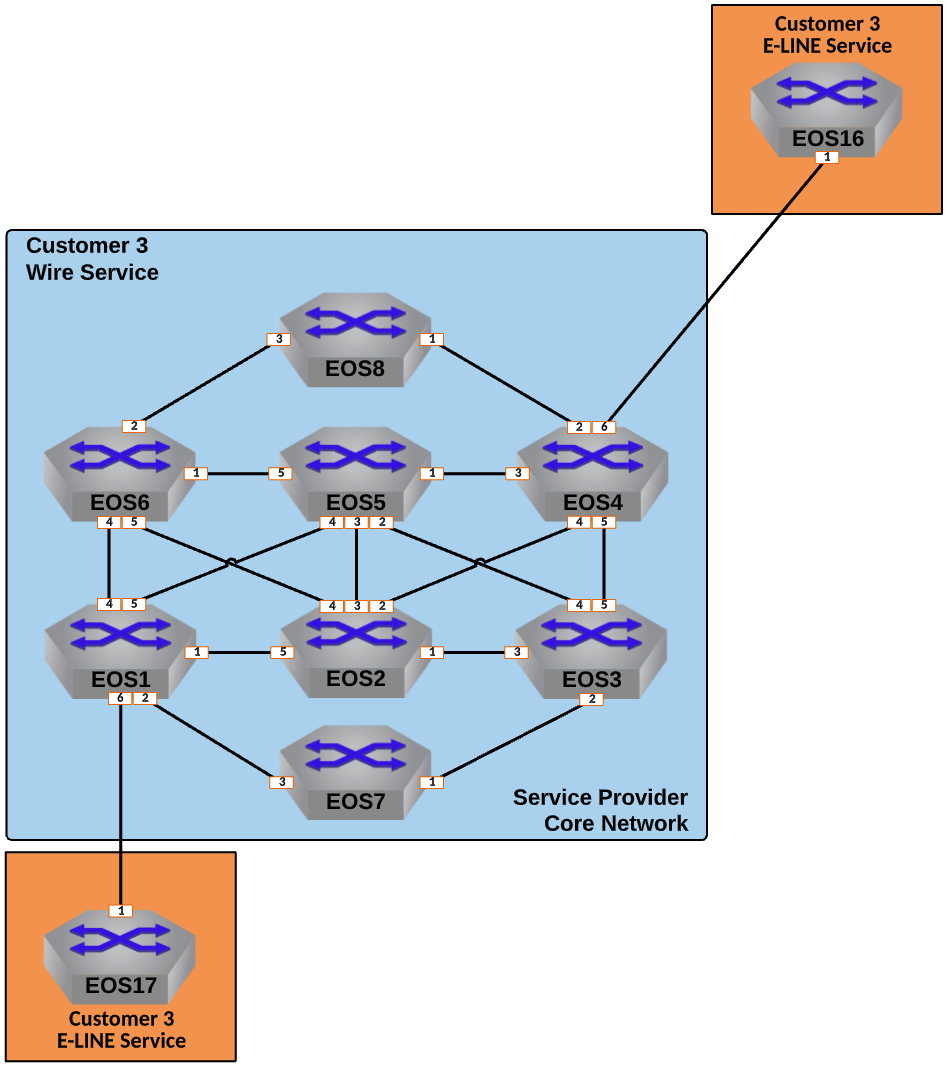 Customer 3
E-LINE Service
EOS16
1
Customer 3
Wire Service
3
1
EOS8
2
2 6
1
5
1
3
EOS6
EOS5
EOS4
4 5
4 3 2
4 5
4 5
4 3 2
4 5
1
5
1
3
EOS1
EOS2
EOS3
6 2
2
3
1
EOS7
Service Provider
Core Network
1
EOS17
Customer 3
E-LINE Service